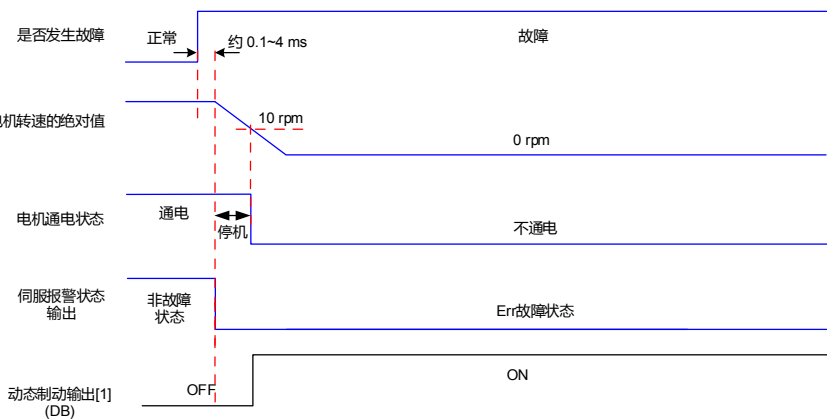 是否发生故障
正常
约 0.1~4 ms
故障
电机转速的绝对值
10 rpm
0 rpm
电机通电状态
通电
停机
不通电
伺服报警状态
输出
非故障
状态
Err故障状态
动态制动输出[1]
(DB)
OFF
ON